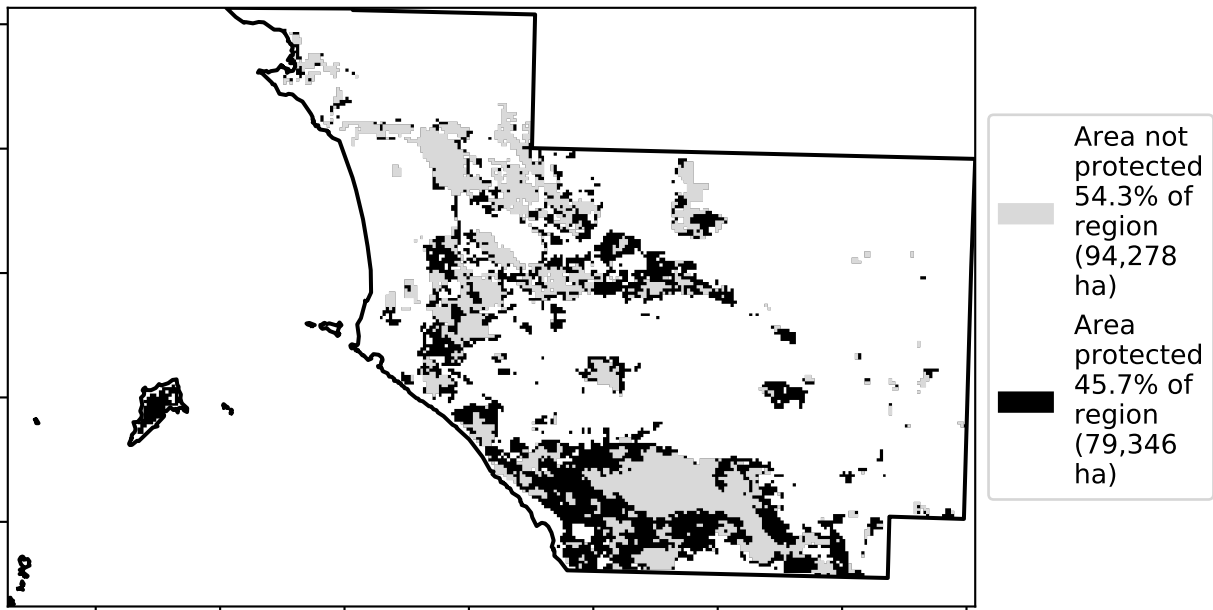 Area not
protected
54.3% of
region
(94,278
ha)
Area
protected
45.7% of
region
(79,346
ha)